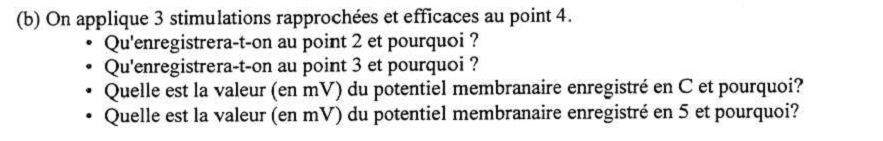 (b) On applique 3 stimulations rapprochées et efficaces au point 4.
• Qu'enregistrera-t-on au point 2 et pourquoi ?
• Qu'enregistrera-t-on au point 3 et pourquoi ?
• Quelle est la valeur (en mV) du potentiel membranaire enregistré en C et pourquoi?
• Quelle est la valeur (en mV) du potentiel membranaire enregistré en 5 et pourquoi?